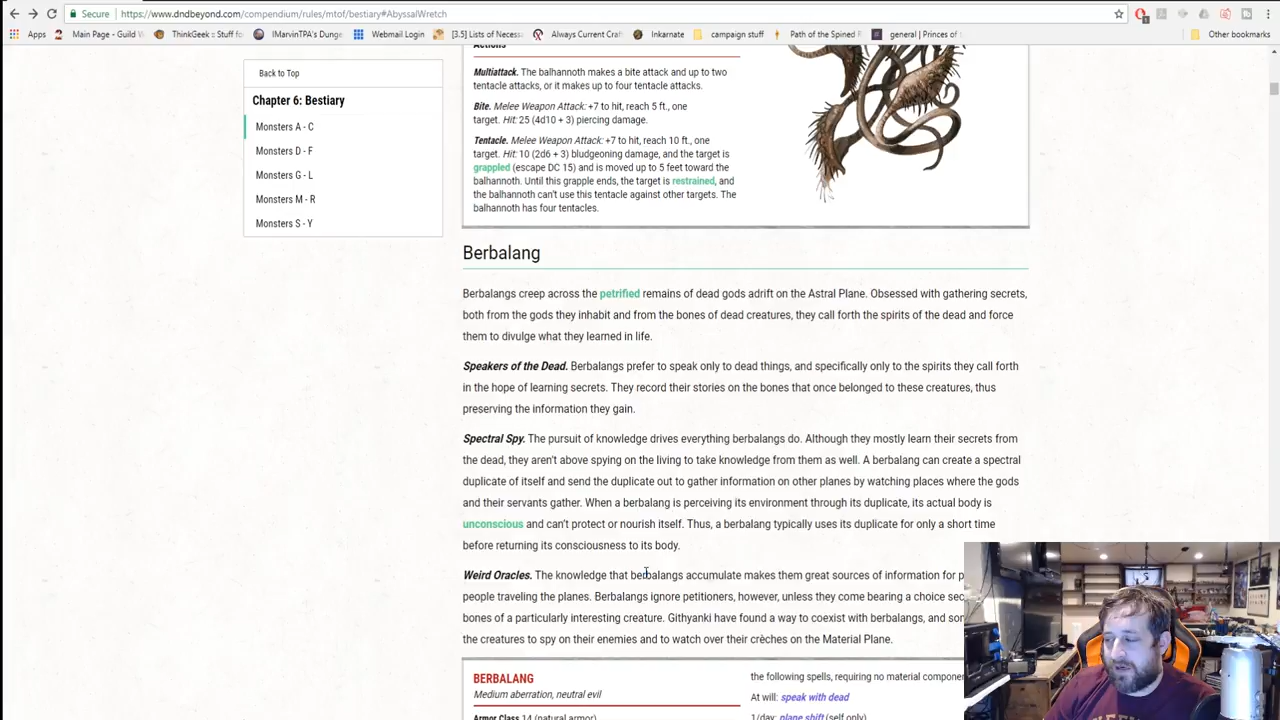 Secure | https://www.dndbeyond.com/compendium/rules/mtof/bestiary#AbyssalWretch
Apps Main Page - Guild W ThinkGeek :: Stuff fo IMarvinTPA's Dunge Webmail Login [3.5] Lists of Necess Always Current Craf Inkarnate campaign stuff Path of the Spined R general | Princes of Other bookmarks
Back to Top
Chapter 6: Bestiary
Monsters A - C
Monsters D - F
Monsters G - L
Monsters M - R
Monsters S - Y
Actions
Multiattack. The balhannoth makes a bite attack and up to two
tentacle attacks, or it makes up to four tentacle attacks.
Bite. Melee Weapon Attack: +7 to hit, reach 5 ft., one
target. Hit: 25 (4d10 + 3) piercing damage.
Tentacle. Melee Weapon Attack: +7 to hit, reach 10 ft., one
target. Hit: 10 (2d6 + 3) bludgeoning damage, and the target is
grappled (escape DC 15) and is moved up to 5 feet toward the
balhannoth. Until this grapple ends, the target is restrained, and
the balhannoth can't use this tentacle against other targets. The
balhannoth has four tentacles.
Berbalang
Berbalangs creep across the petrified remains of dead gods adrift on the Astral Plane. Obsessed with gathering secrets,
both from the gods they inhabit and from the bones of dead creatures, they call forth the spirits of the dead and force
them to divulge what they learned in life.
Speakers of the Dead. Berbalangs prefer to speak only to dead things, and specifically only to the spirits they call forth
in the hope of learning secrets. They record their stories on the bones that once belonged to these creatures, thus
preserving the information they gain.
Spectral Spy. The pursuit of knowledge drives everything berbalangs do. Although they mostly learn their secrets from
the dead, they aren't above spying on the living to take knowledge from them as well. A berbalang can create a spectral
duplicate of itself and send the duplicate out to gather information on other planes by watching places where the gods
and their servants gather. When a berbalang is perceiving its environment through its duplicate, its actual body is
unconscious and can't protect or nourish itself. Thus, a berbalang typically uses its duplicate for only a short time
before returning its consciousness to its body.
Weird Oracles. The knowledge that berbalangs accumulate makes them great sources of information for p
people traveling the planes. Berbalangs ignore petitioners, however, unless they come bearing a choice sec
bones of a particularly interesting creature. Githyanki have found a way to coexist with berbalangs, and som
the creatures to spy on their enemies and to watch over their crèches on the Material Plane.
BERBALANG
Medium aberration, neutral evil
Armor Class 14 (natural armor)
the following spells, requiring no material componen
At will: speak with dead
1/day: plane shift (self only)